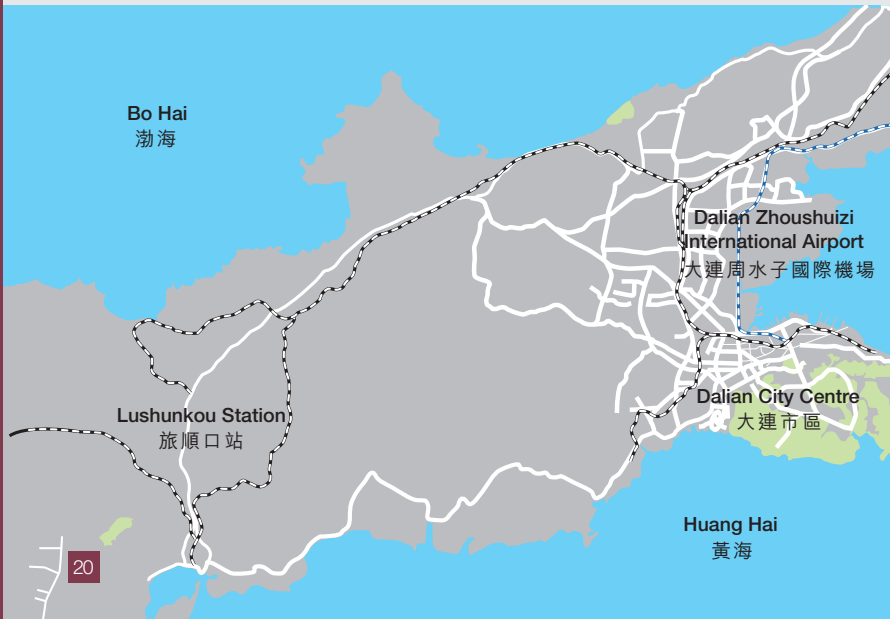 Bo Hai
渤海
Dalian Zhoushuizi
International Airport
大連周水子國際機場
Dalian City Centre
大連市區
Lushunkou Station
旅順口站
Huang Hai
黃海
20